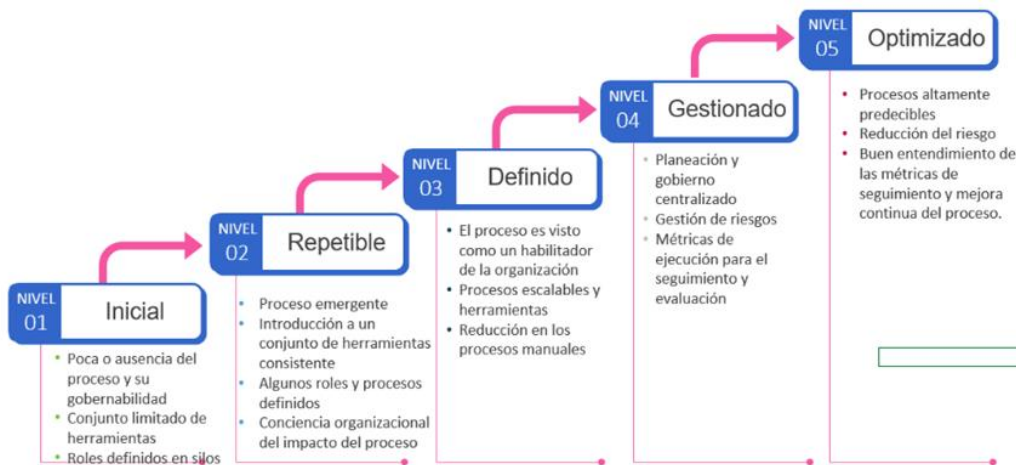 NIVEL
01
Inicial
• Poca o ausencia del
proceso y su
gobernabilidad
• Conjunto limitado de
herramientas
• Roles definidos en silos
NIVEL
02
Repetible
• Proceso emergente
• Introducción a un
conjunto de herramientas
consistente
• Algunos roles y procesos
definidos
• Conciencia organizacional
del impacto del proceso
NIVEL
03
Definido
• El proceso es visto
como un habilitador
de la organización
• Procesos escalables y
herramientas
• Reducción en los
procesos manuales
NIVEL
04
Gestionado
• Planeación y
gobierno
centralizado
• Gestión de riesgos
• Métricas de
ejecución para el
seguimiento y
evaluación
NIVEL
05
Optimizado
• Procesos altamente
predecibles
• Reducción del riesgo
• Buen entendimiento de
las métricas de
seguimiento y mejora
continua del proceso.